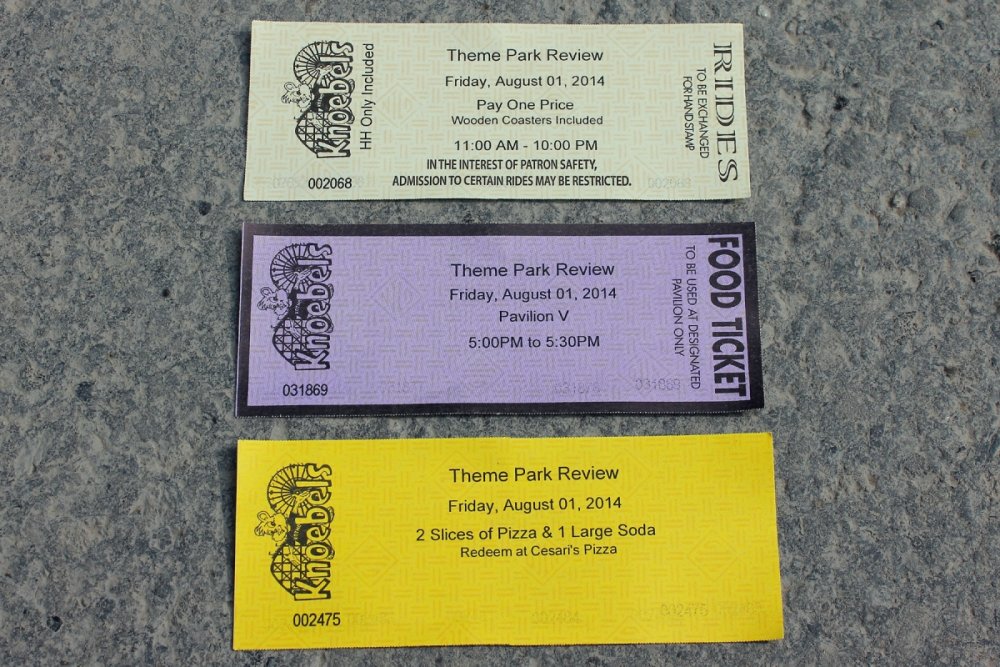 Knoebels
HH Only Included
Theme Park Review
Friday, August 01, 2014
Pay One Price
Wooden Coasters Included
11:00 AM - 10:00 PM
IN THE INTEREST OF PATRON SAFETY,
ADMISSION TO CERTAIN RIDES MAY BE RESTRICTED.
002068
002068
TO BE EXCHANGED
FOR HAND STAMP
RIDES
Knoebels
Theme Park Review
Friday, August 01, 2014
Pavilion V
5:00PM to 5:30PM
031869
031869
TO BE USED AT DESIGNATED
PAVILION ONLY
FOOD TICKET
Knoebels
Theme Park Review
Friday, August 01, 2014
2 Slices of Pizza & 1 Large Soda
Redeem at Cesari's Pizza
002475
002475